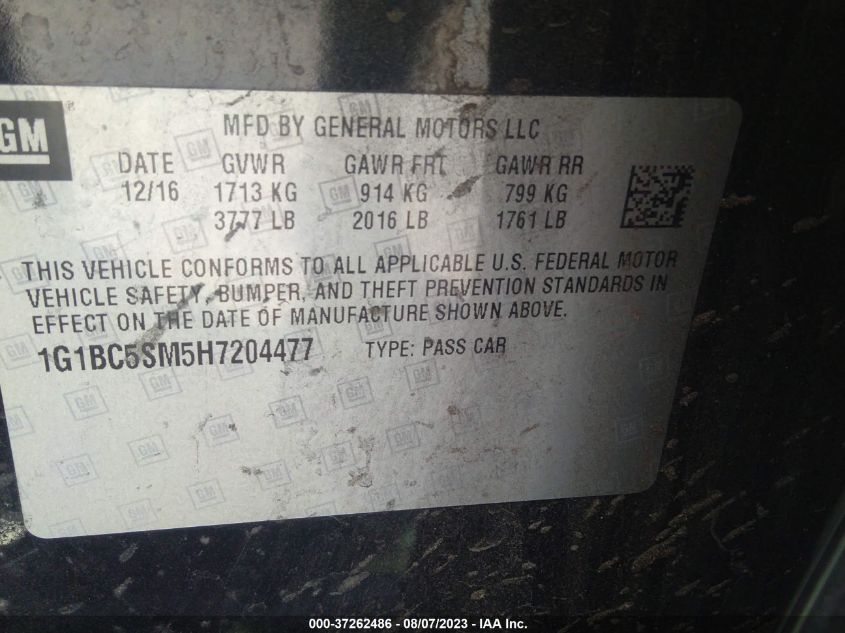 GM
MFD BY GENERAL MOTORS LLC
DATE GVWR GAWR FRT GAWR RR
12/16 1713 KG 914 KG 799 KG
3777 LB 2016 LB 1761 LB
THIS VEHICLE CONFORMS TO ALL APPLICABLE U.S. FEDERAL MOTOR
VEHICLE SAFETY, BUMPER, AND THEFT PREVENTION STANDARDS IN
EFFECT ON THE DATE OF MANUFACTURE SHOWN ABOVE.
1G1BC5SM5H7204477 TYPE: PASS CAR
000-37262486 - 08/07/2023 - IAA Inc.